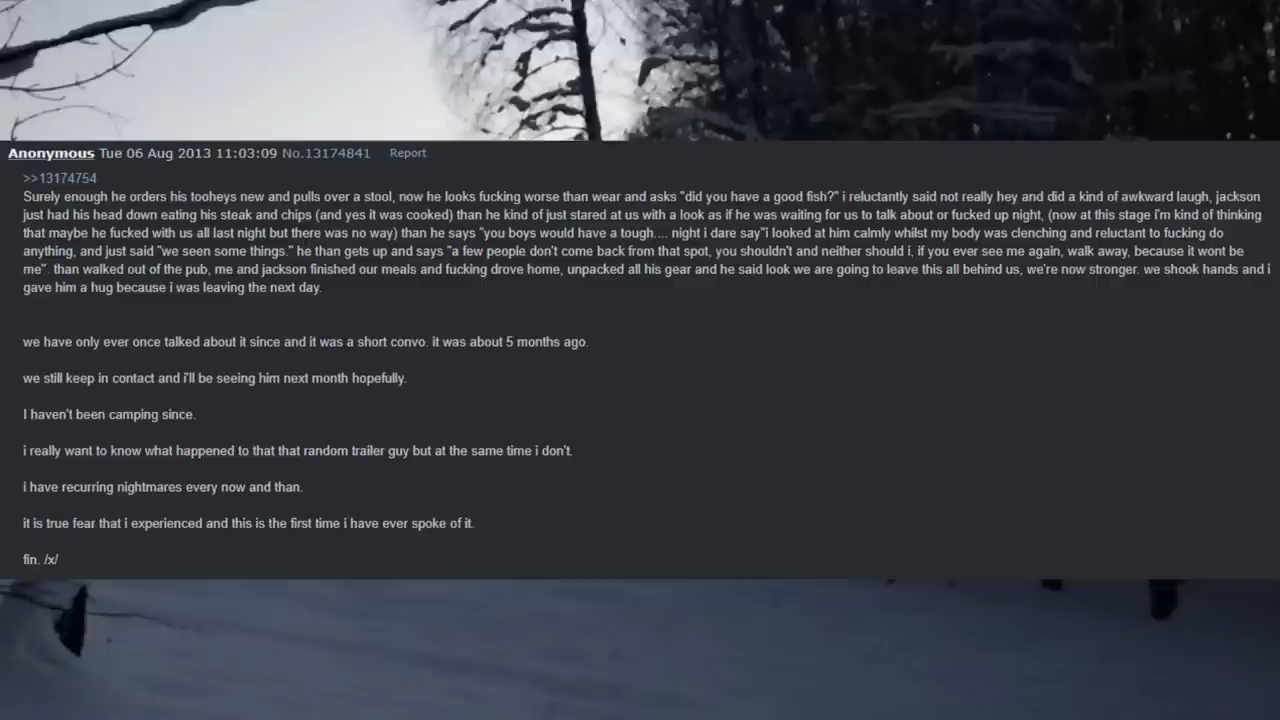 Anonymous Tue 06 Aug 2013 11:03:09 No.13174841 Report
>>13174754
Surely enough he orders his tooheys new and pulls over a stool, now he looks fucking worse than wear and asks "did you have a good fish?" i reluctantly said not really hey and did a kind of awkward laugh, jackson
just had his head down eating his steak and chips (and yes it was cooked) than he kind of just stared at us with a look as if he was waiting for us to talk about or fucked up night, (now at this stage i'm kind of thinking
that maybe he fucked with us all last night but there was no way) than he says "you boys would have a tough.... night i dare say"i looked at him calmly whilst my body was clenching and reluctant to fucking do
anything, and just said "we seen some things." he than gets up and says "a few people don't come back from that spot, you shouldn't and neither should i, if you ever see me again, walk away, because it wont be
me". than walked out of the pub, me and jackson finished our meals and fucking drove home, unpacked all his gear and he said look we are going to leave this all behind us, we're now stronger. we shook hands and i
gave him a hug because i was leaving the next day.
we have only ever once talked about it since and it was a short convo. it was about 5 months ago.
we still keep in contact and i'll be seeing him next month hopefully.
I haven't been camping since.
i really want to know what happened to that that random trailer guy but at the same time i don't.
i have recurring nightmares every now and than.
it is true fear that i experienced and this is the first time i have ever spoke of it.
fin. /x/